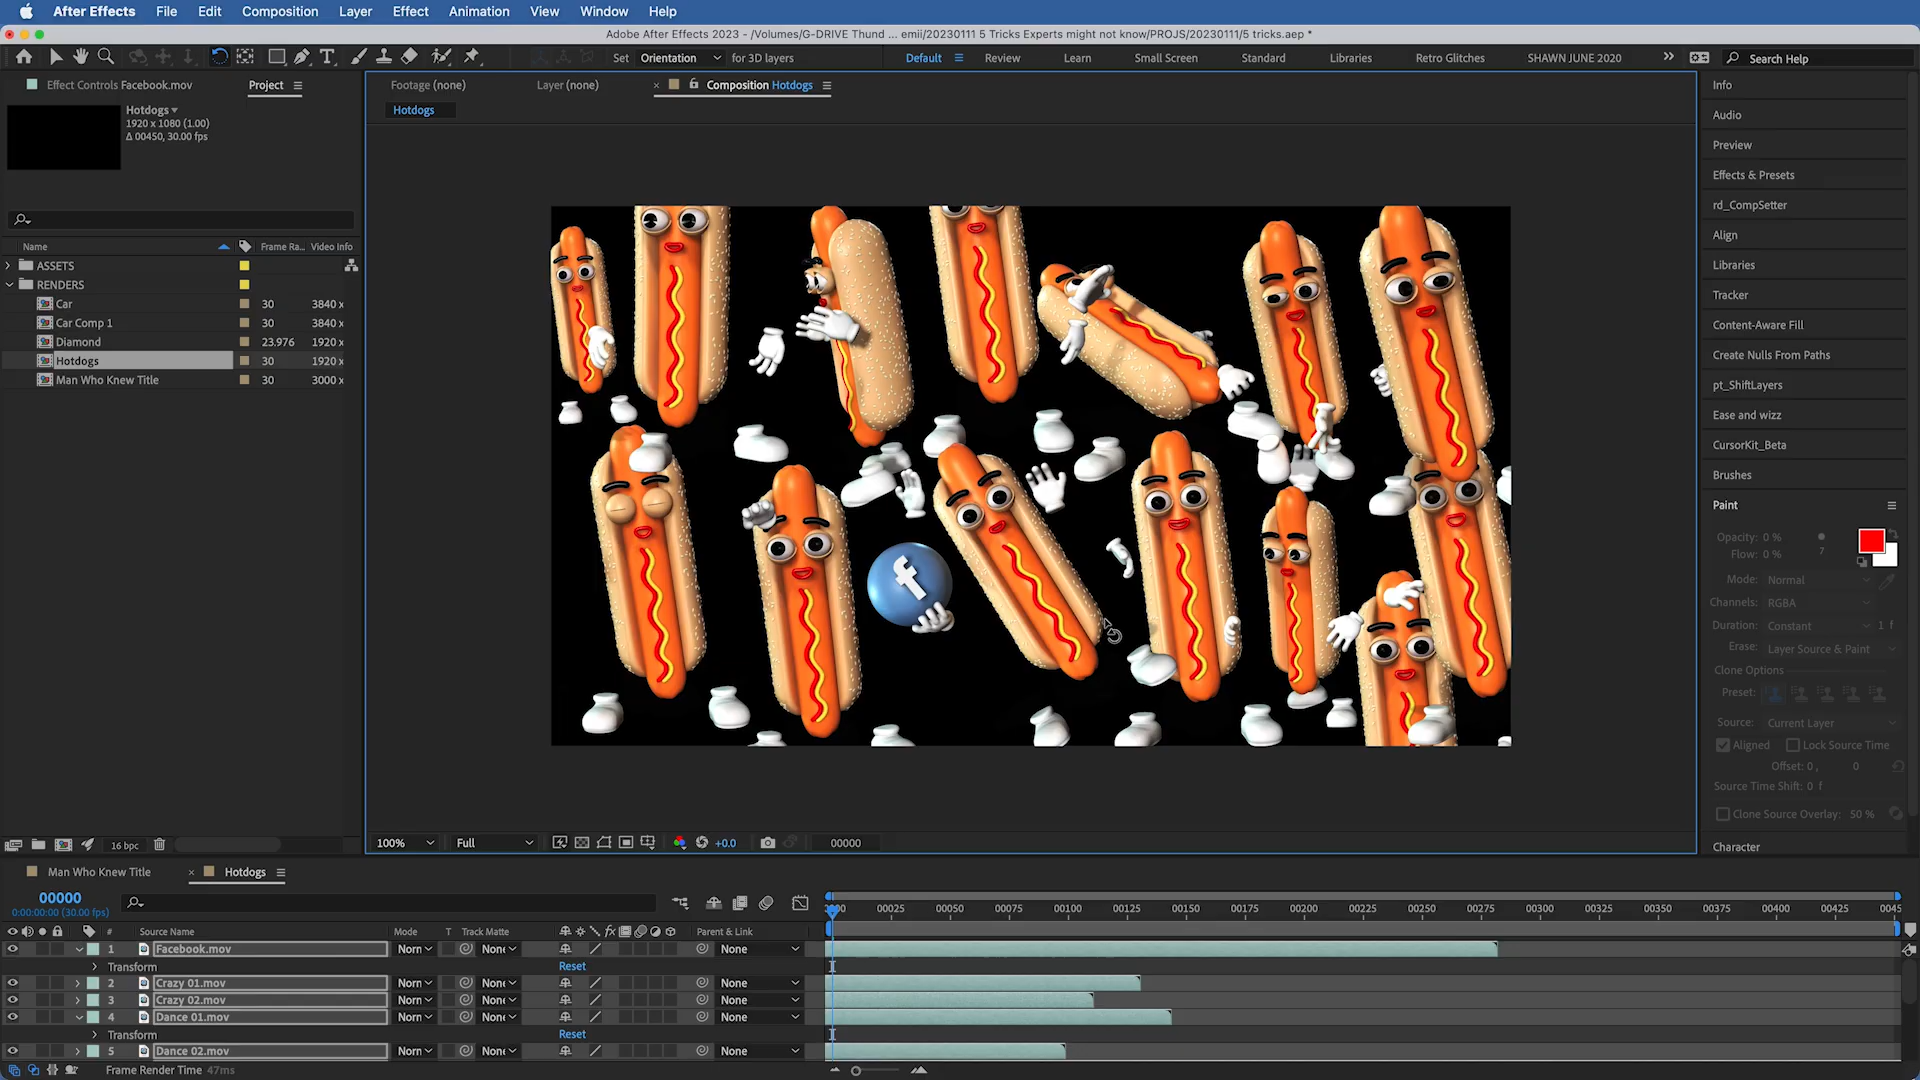 After Effects File Edit Composition Layer Effect Animation View Window Help
Adobe After Effects 2023 - /Volumes/G-DRIVE Thund ... emii/20230111 5 Tricks Experts might not know/PROJS/20230111/5 tricks.aep *
Set Orientation for 3D layers Default Review Learn Small Screen Standard Libraries Retro Glitches SHAWN JUNE 2020 Search Help
Effect Controls Facebook.mov Project
Footage (none) Layer (none) Composition Hotdogs
Hotdogs
Hotdogs
1920 x 1080 (1.00)
Δ 00450, 30.00 fps
Name Frame Ra... Video Info
ASSETS
RENDERS
Car 30 3840 x
Car Comp 1 30 3840 x
Diamond 23.976 1920 x
Hotdogs 30 1920 x
Man Who Knew Title 30 3000 x
16 bpc
f
100% Full +0.0 00000
Info
Audio
Preview
Effects & Presets
rd_CompSetter
Align
Libraries
Tracker
Content-Aware Fill
Create Nulls From Paths
pt_ShiftLayers
Ease and wizz
CursorKit_Beta
Brushes
Paint
Opacity: 0 %
Flow: 0 % 7
Mode: Normal
Channels: RGBA
Duration: Constant 1 f
Erase: Layer Source & Paint
Clone Options
Preset:
Source: Current Layer
Aligned Lock Source Time
Offset: 0 , 0
Source Time Shift: 0 f
Clone Source Overlay: 50 %
Character
Man Who Knew Title Hotdogs
00000
0:00:00:00 (30.00 fps)
00025 00050 00075 00100 00125 00150 00175 00200 00225 00250 00275 00300 00325 00350 00375 00400 00425 0045
# Source Name Mode T Track Matte fx Parent & Link
1 Facebook.mov Norn None None
Transform Reset
2 Crazy 01.mov Norn None None
3 Crazy 02.mov Norn None None
4 Dance 01.mov Norn None None
Transform Reset
5 Dance 02.mov Norn None None
Frame Render Time 47ms